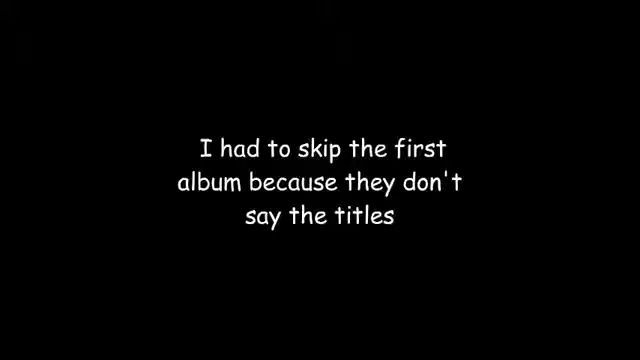 I had to skip the first
album because they don't
say the titles